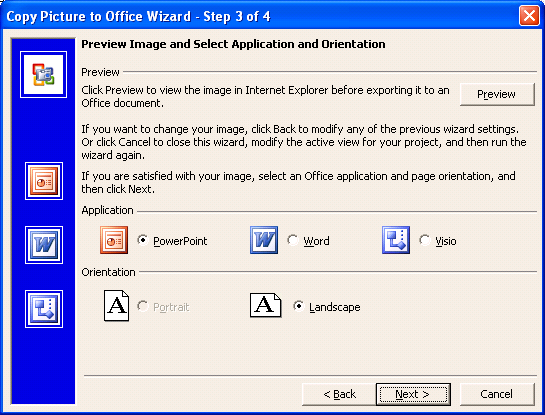 Copy Picture to Office Wizard - Step 3 of 4
Preview Image and Select Application and Orientation
Preview
Click Preview to view the image in Internet Explorer before exporting it to an
Office document.
Preview
If you want to change your image, click Back to modify any of the previous wizard settings.
Or click Cancel to close this wizard, modify the active view for your project, and then run the
wizard again.
If you are satisfied with your image, select an Office application and page orientation, and
then click Next.
Application
PowerPoint
W
Word
Visio
Orientation
A
Portrait
A
Landscape
W
< Back
Next >
Cancel